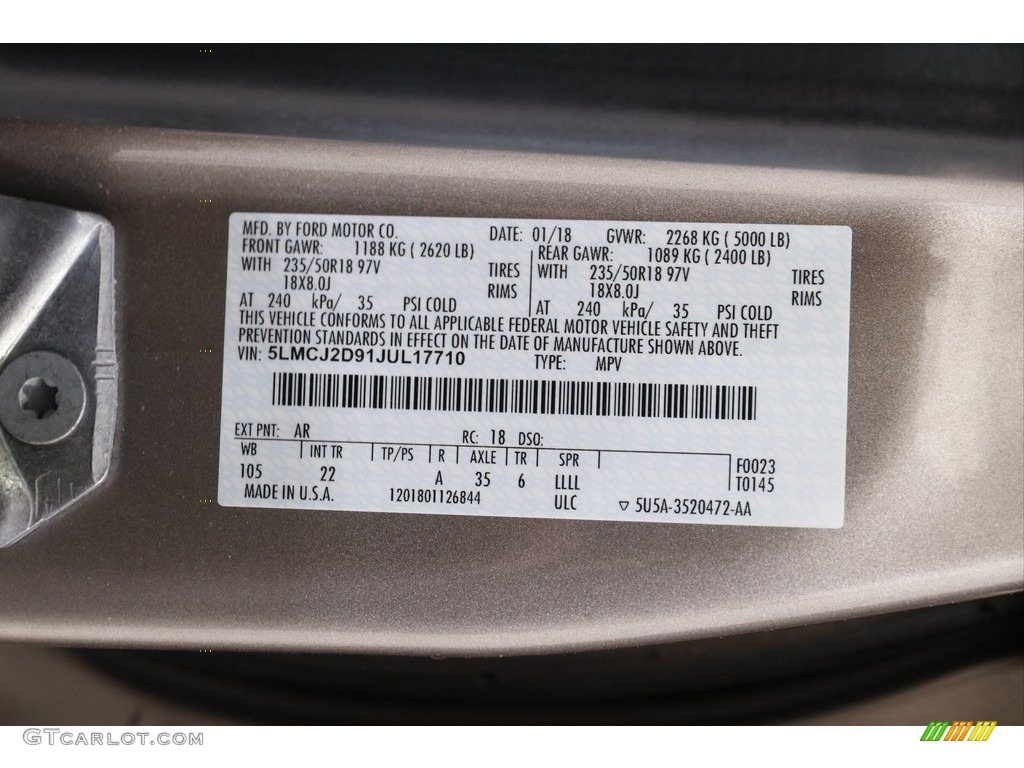 MFD. BY FORD MOTOR CO. DATE: 01/18 GVWR: 2268 KG ( 5000 LB)
FRONT GAWR: 1188 KG ( 2620 LB) REAR GAWR: 1089 KG ( 2400 LB)
WITH 235/50R18 97V TIRES WITH 235/50R18 97V TIRES
18X8.0J RIMS 18X8.0J RIMS
AT 240 kPa/ 35 PSI COLD AT 240 kPa/ 35 PSI COLD
THIS VEHICLE CONFORMS TO ALL APPLICABLE FEDERAL MOTOR VEHICLE SAFETY AND THEFT
PREVENTION STANDARDS IN EFFECT ON THE DATE OF MANUFACTURE SHOWN ABOVE.
VIN: 5LMCJ2D91JUL17710 TYPE: MPV
EXT PNT: AR RC: 18 DSO:
WB INT TR TP/PS R AXLE TR SPR F0023
105 22 A 35 6 LLLL T0145
MADE IN U.S.A. 1201801126844 ULC ▽ 5U5A-3520472-AA
GTcarlot.com